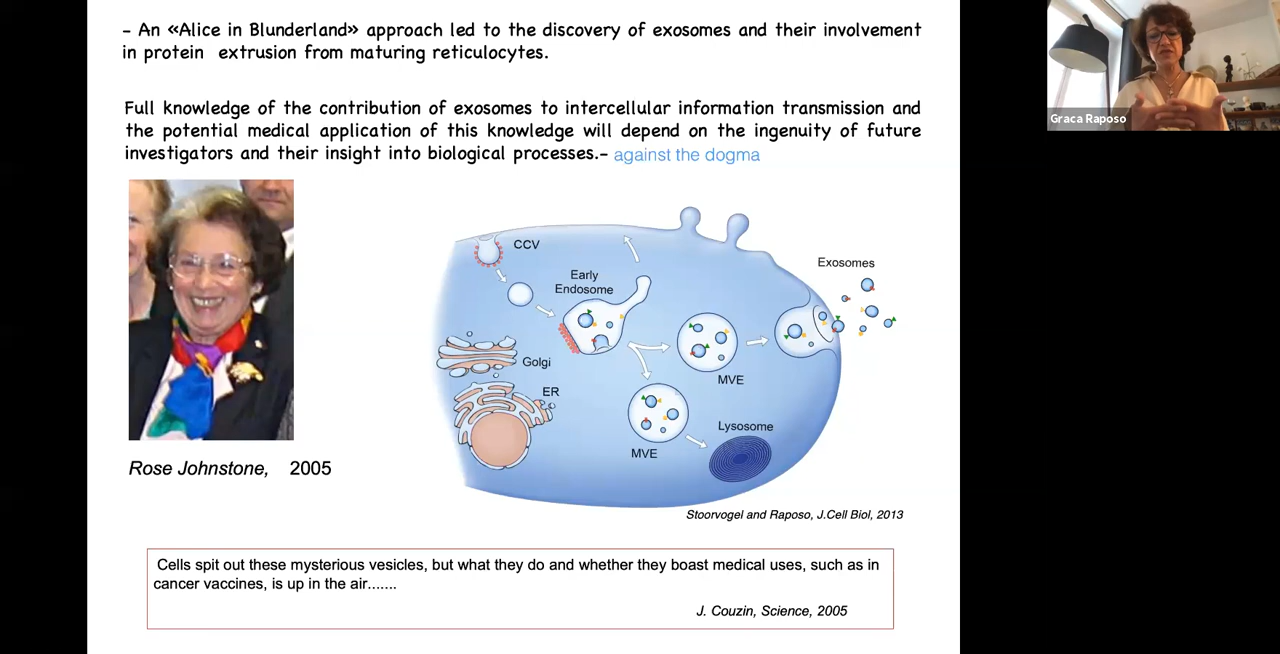 – An «Alice in Blunderland» approach led to the discovery of exosomes and their involvement
in protein extrusion from maturing reticulocytes.
Full knowledge of the contribution of exosomes to intercellular information transmission and
the potential medical application of this knowledge will depend on the ingenuity of future
investigators and their insight into biological processes.– against the dogma
Graca Raposo
CCV
Early
Endosome
Exosomes
Golgi
MVE
ER
Lysosome
MVE
Rose Johnstone, 2005
Stoorvogel and Raposo, J.Cell Biol, 2013
Cells spit out these mysterious vesicles, but what they do and whether they boast medical uses, such as in
cancer vaccines, is up in the air.......
J. Couzin, Science, 2005